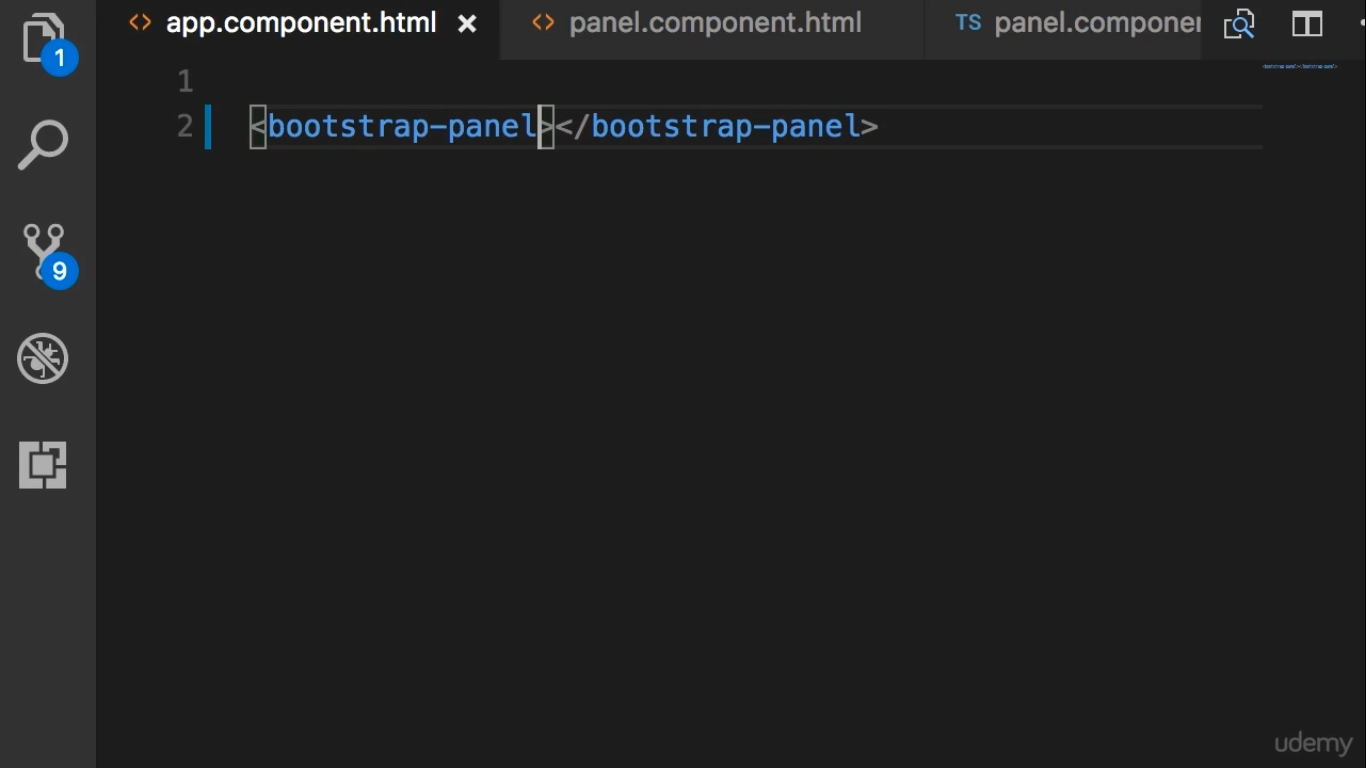 app.component.html panel.component.html TS panel.componen
1
1
2 <bootstrap-panel></bootstrap-panel>
9
udemy